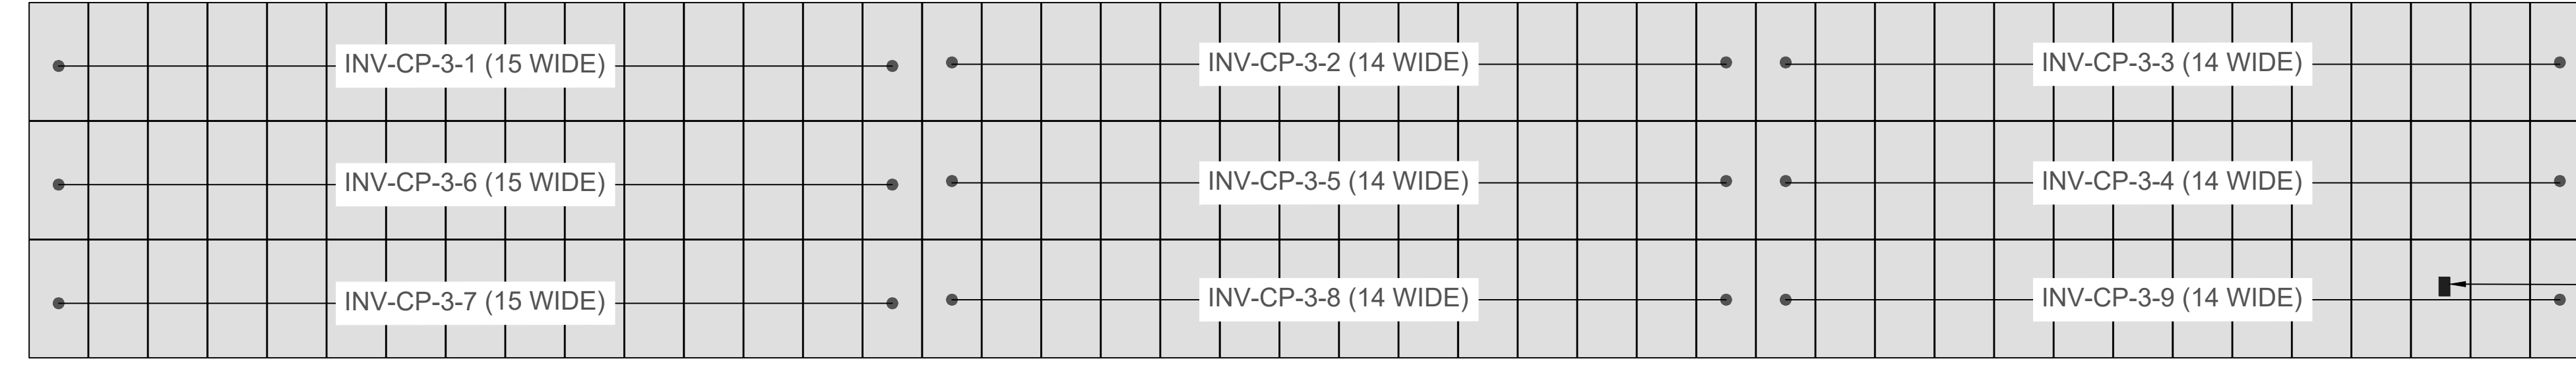 INV-CP-3-1 (15 WIDE)
INV-CP-3-2 (14 WIDE)
INV-CP-3-3 (14 WIDE)
INV-CP-3-6 (15 WIDE)
INV-CP-3-5 (14 WIDE)
INV-CP-3-4 (14 WIDE)
INV-CP-3-7 (15 WIDE)
INV-CP-3-8 (14 WIDE)
INV-CP-3-9 (14 WIDE)